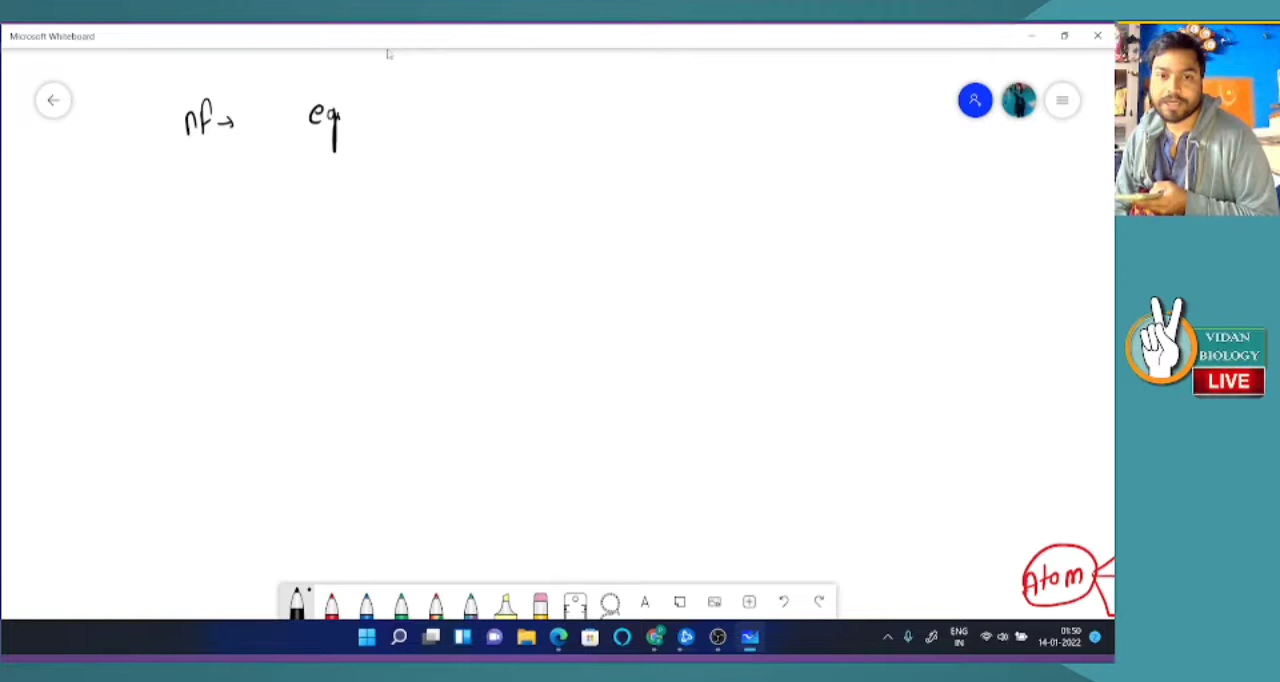 Microsoft Whiteboard
nf→ eq
VIDAN
BIOLOGY
LIVE
Atom
A
ENG
IN
01:50
14-01-2022
?